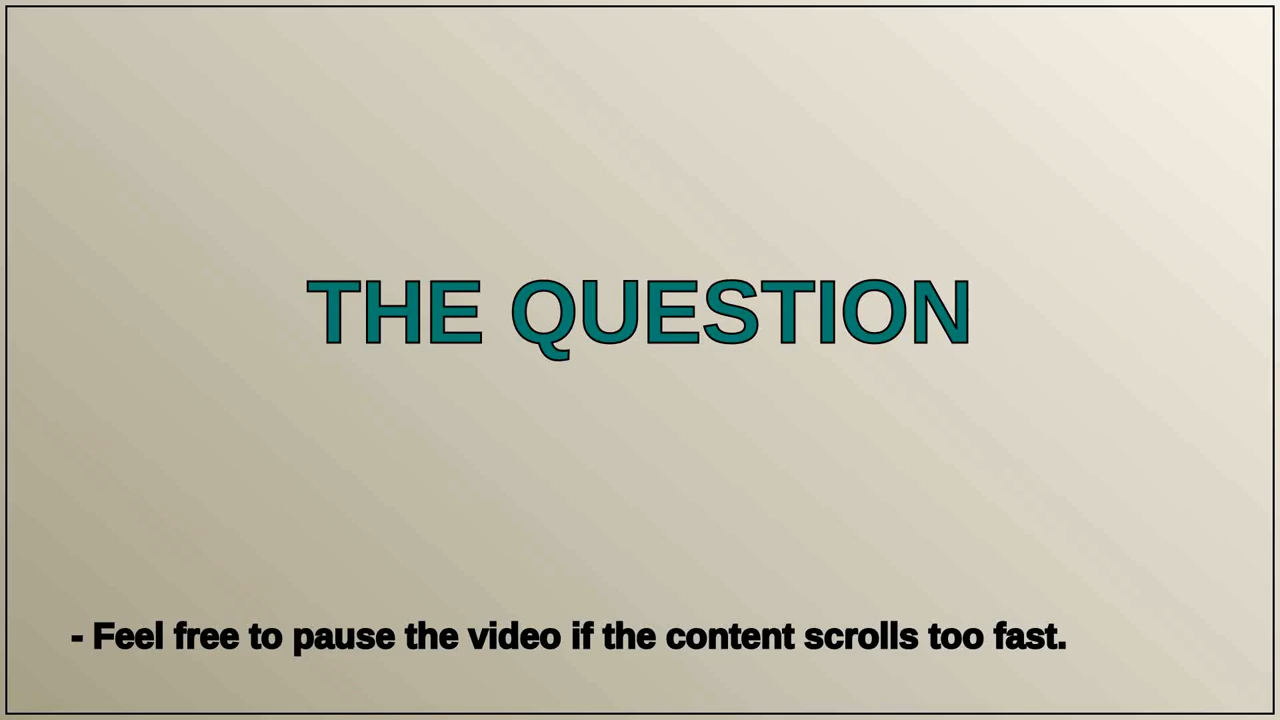 THE QUESTION
- Feel free to pause the video if the content scrolls too fast.